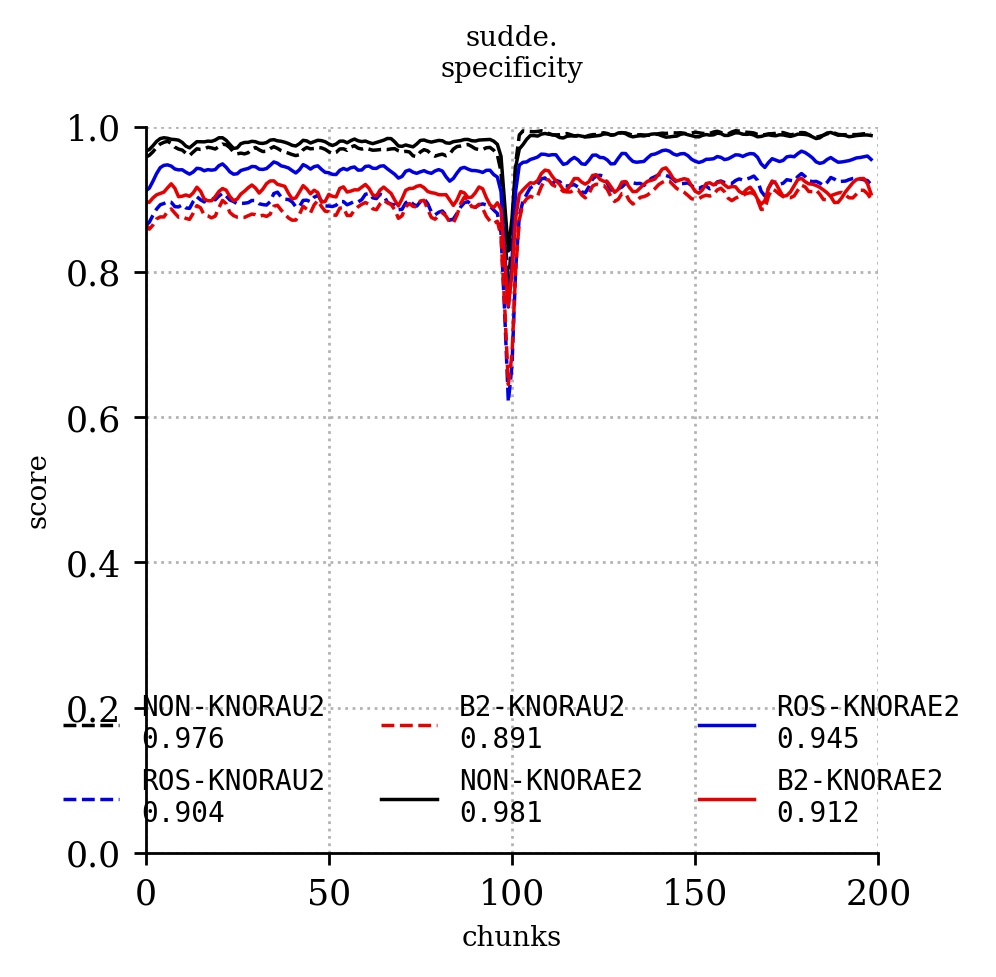 sudde.
specificity
1.0
0.8
0.6
0.4
0.2
0.0
score
NON-KNORAU2
0.976
B2-KNORAU2
0.891
ROS-KNORAE2
0.945
ROS-KNORAU2
0.904
NON-KNORAE2
0.981
B2-KNORAE2
0.912
0 50 100 150 200
chunks